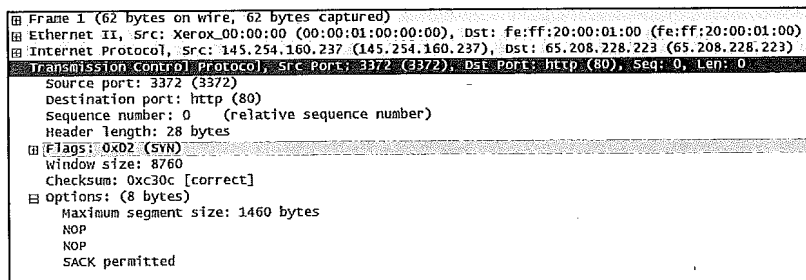 Frame 1 (62 bytes on wire, 62 bytes captured)
Ethernet II, Src: Xerox_00:00:00 (00:00:01:00:00:00), Dst: fe:ff:20:00:01:00 (fe:ff:20:00:01:00)
Internet Protocol, Src: 145.254.160.237 (145.254.160.237), Dst: 65.208.228.223 (65.208.228.223)
Transmission Control Protocol, Src Port: 3372 (3372), Dst Port: http (80), Seq: 0, Len: 0
Source port: 3372 (3372)
Destination port: http (80)
Sequence number: 0 (relative sequence number)
Header length: 28 bytes
Flags: 0xD2 (SYN)
Window size: 8760
Checksum: 0xc30c [correct]
Options: (8 bytes)
Maximum segment size: 1460 bytes
NOP
NOP
SACK permitted